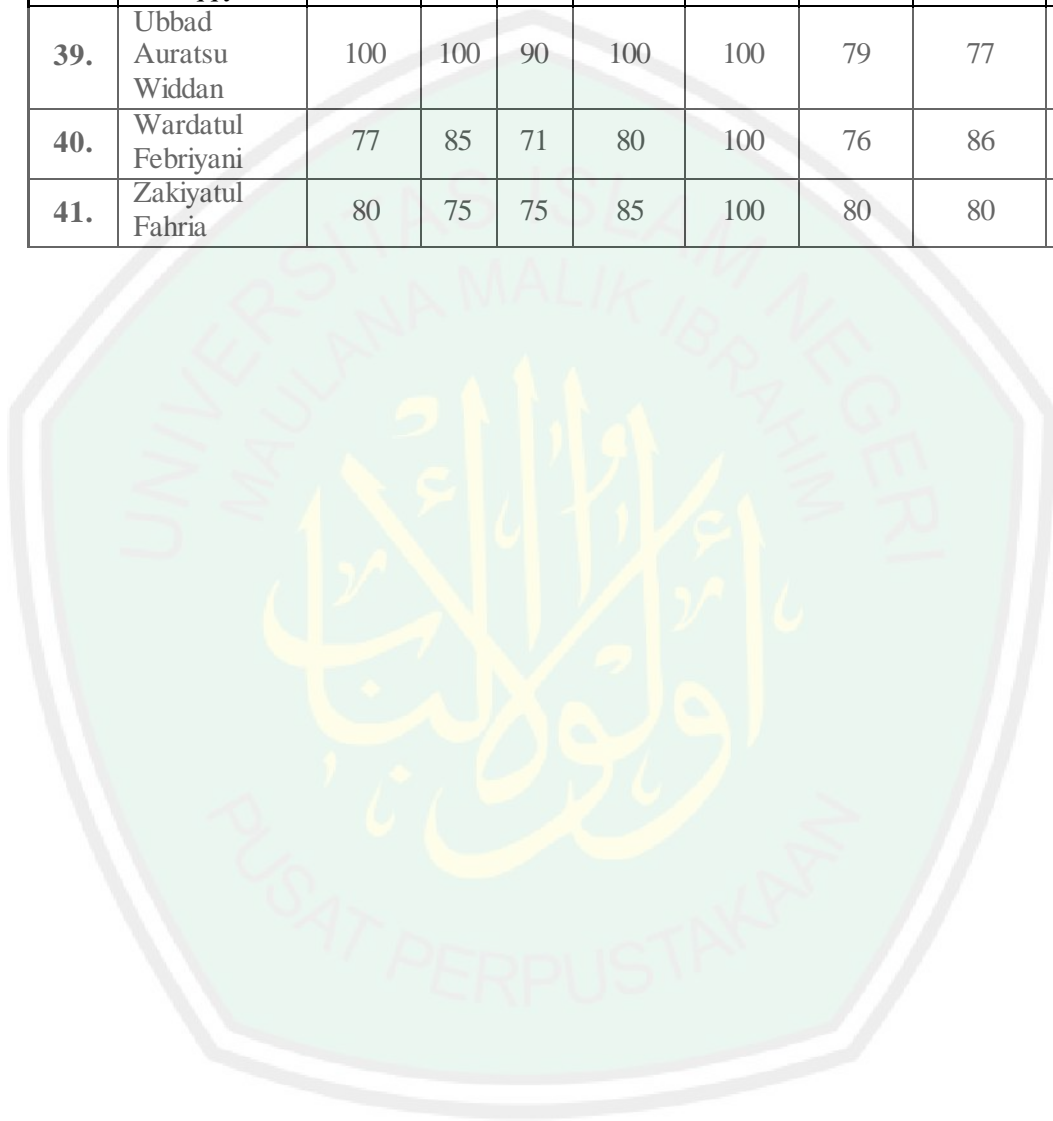 39. Ubbad Auratsu Widdan 100 100 90 100 100 79 77
40. Wardatul Febriyani 77 85 71 80 100 76 86
41. Zakiyatul Fahria 80 75 75 85 100 80 80
UNIVERSITAS ISLAM NEGERI
MAULANA MALIK IBRAHIM
PUSAT PERPUSTAKAAN